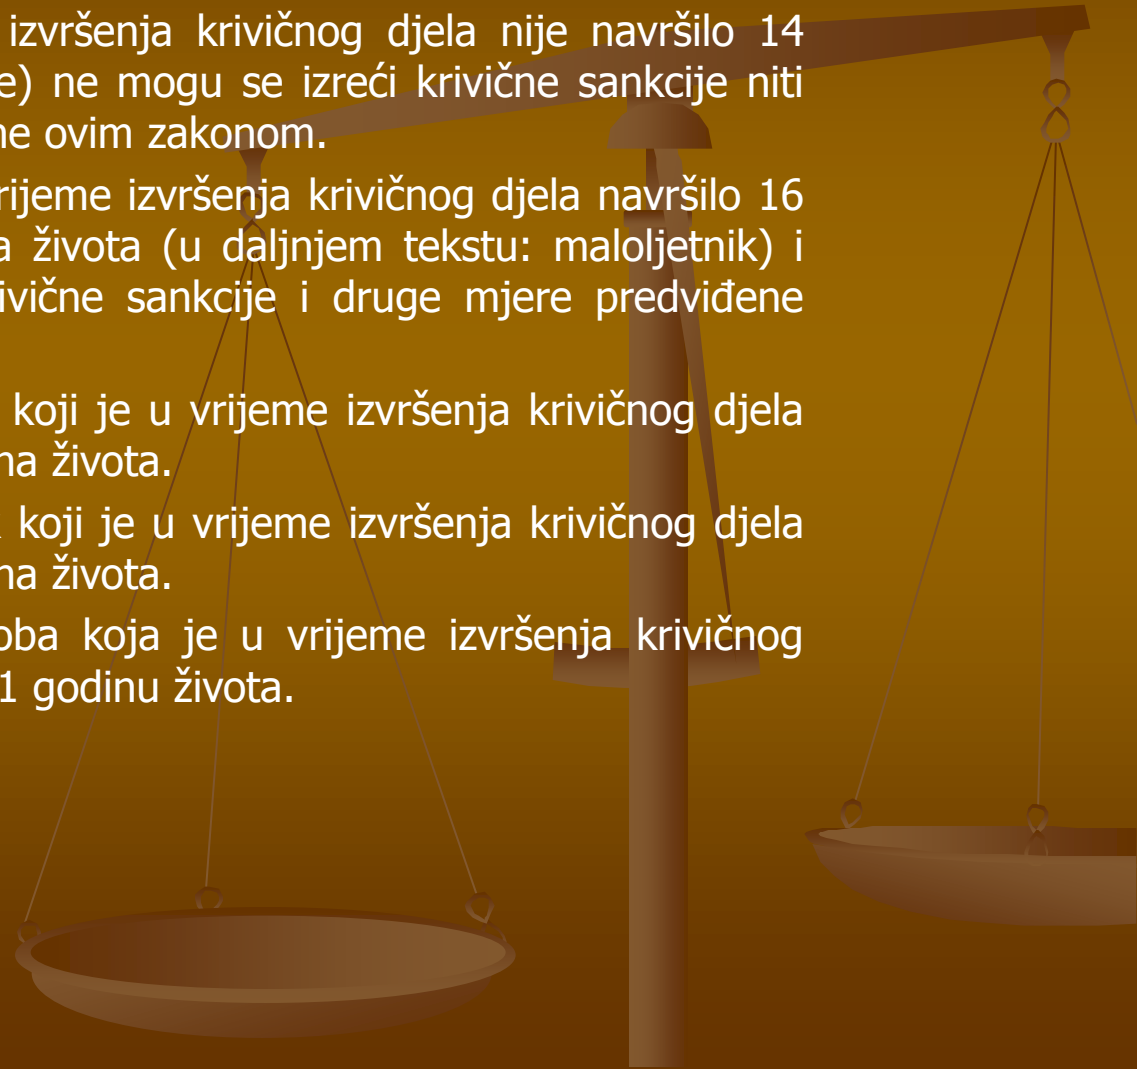 izvršenja krivičnog djela nije navršilo 14
e) ne mogu se izreći krivične sankcije niti
ne ovim zakonom.
rijeme izvršenja krivičnog djela navršilo 16
a života (u daljnjem tekstu: maloljetnik) i
ivične sankcije i druge mjere predviđene
koji je u vrijeme izvršenja krivičnog djela
na života.
koji je u vrijeme izvršenja krivičnog djela
na života.
oba koja je u vrijeme izvršenja krivičnog
1 godinu života.